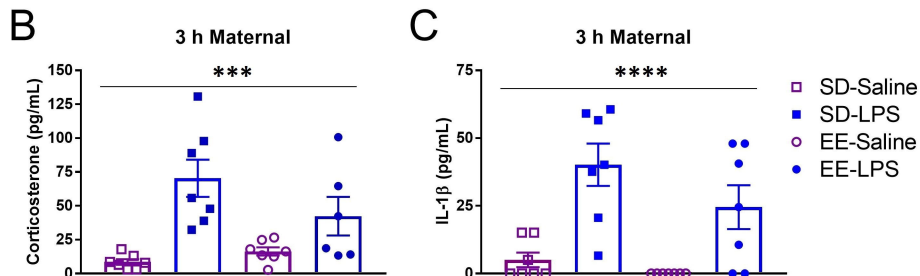 B
3 h Maternal
***
Corticosterone (pg/mL)
150
125
100
75
50
25
0
C
3 h Maternal
****
IL-1β (pg/mL)
75
50
25
0
SD-Saline
SD-LPS
EE-Saline
EE-LPS